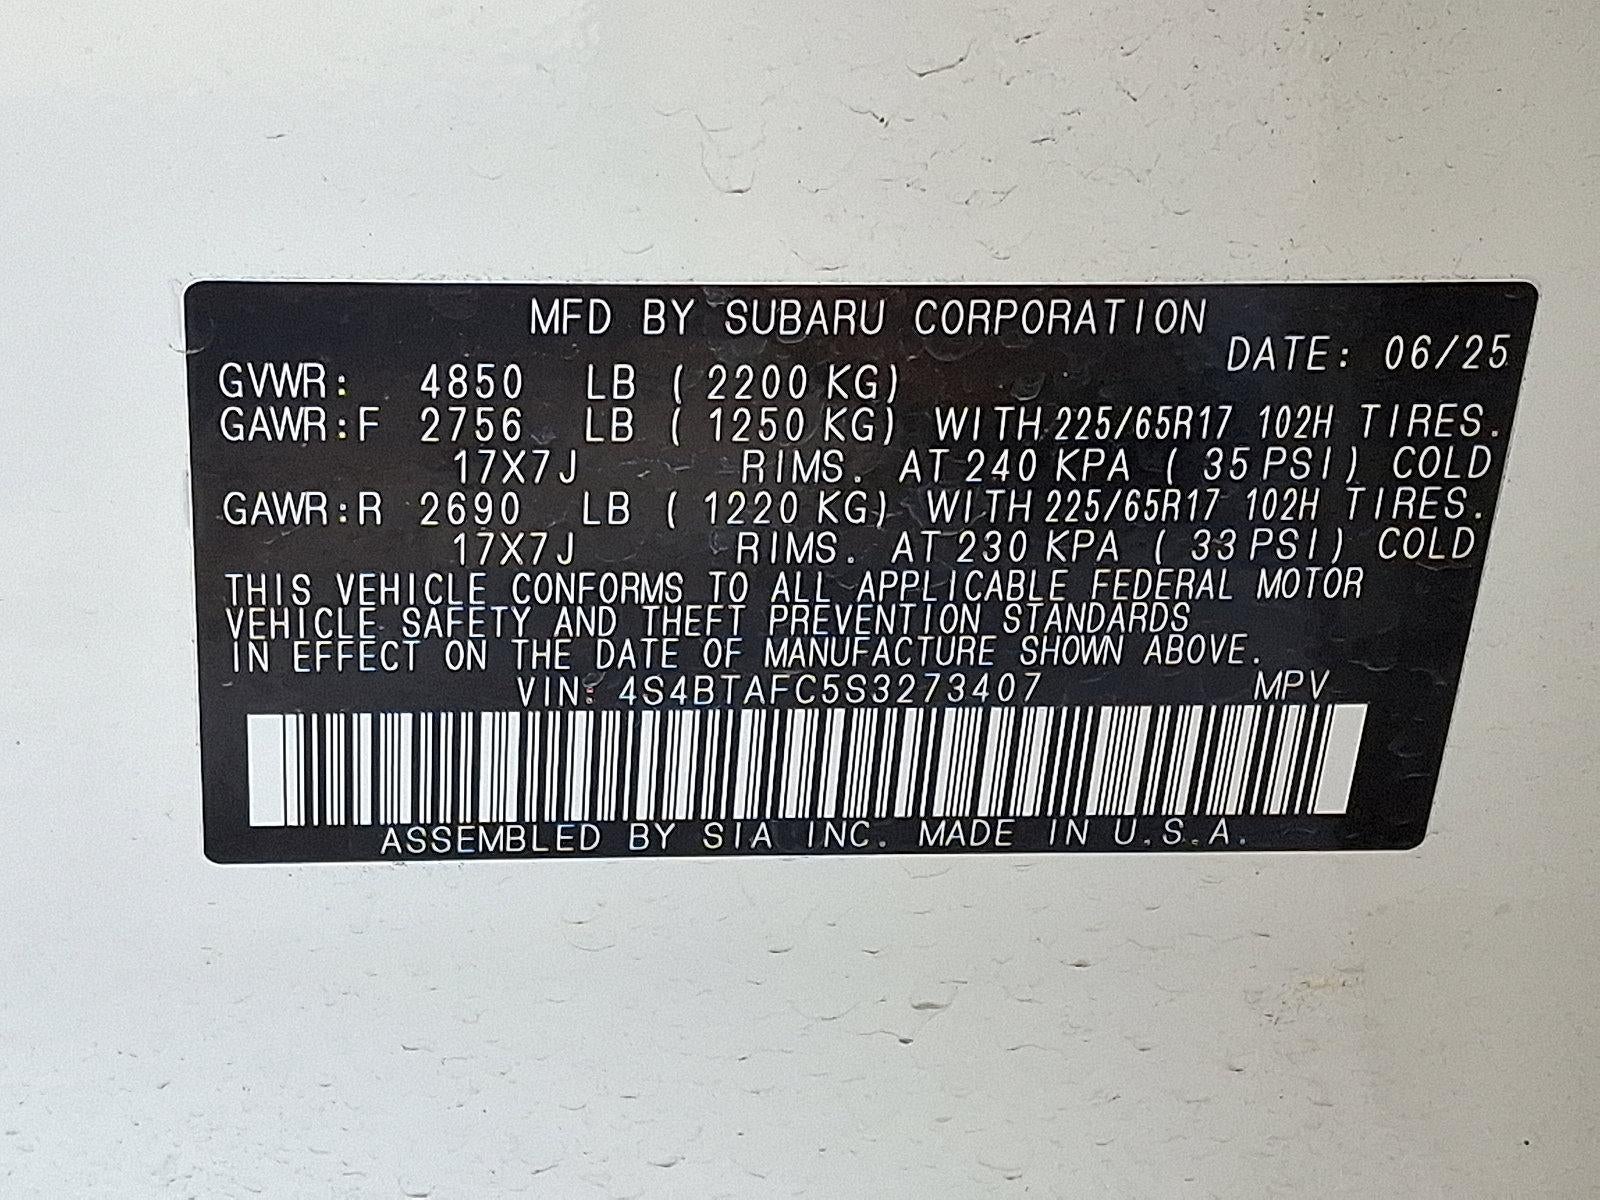 MFD BY SUBARU CORPORATION
DATE: 06/25
GVWR: 4850 LB ( 2200 KG)
GAWR:F 2756 LB ( 1250 KG) WITH 225/65R17 102H TIRES.
17X7J RIMS. AT 240 KPA ( 35 PSI) COLD
GAWR:R 2690 LB ( 1220 KG) WITH 225/65R17 102H TIRES.
17X7J RIMS. AT 230 KPA ( 33 PSI) COLD
THIS VEHICLE CONFORMS TO ALL APPLICABLE FEDERAL MOTOR
VEHICLE SAFETY AND THEFT PREVENTION STANDARDS
IN EFFECT ON THE DATE OF MANUFACTURE SHOWN ABOVE.
VIN: 4S4BTAFC5S3273407 MPV
ASSEMBLED BY SIA INC. MADE IN U.S.A.